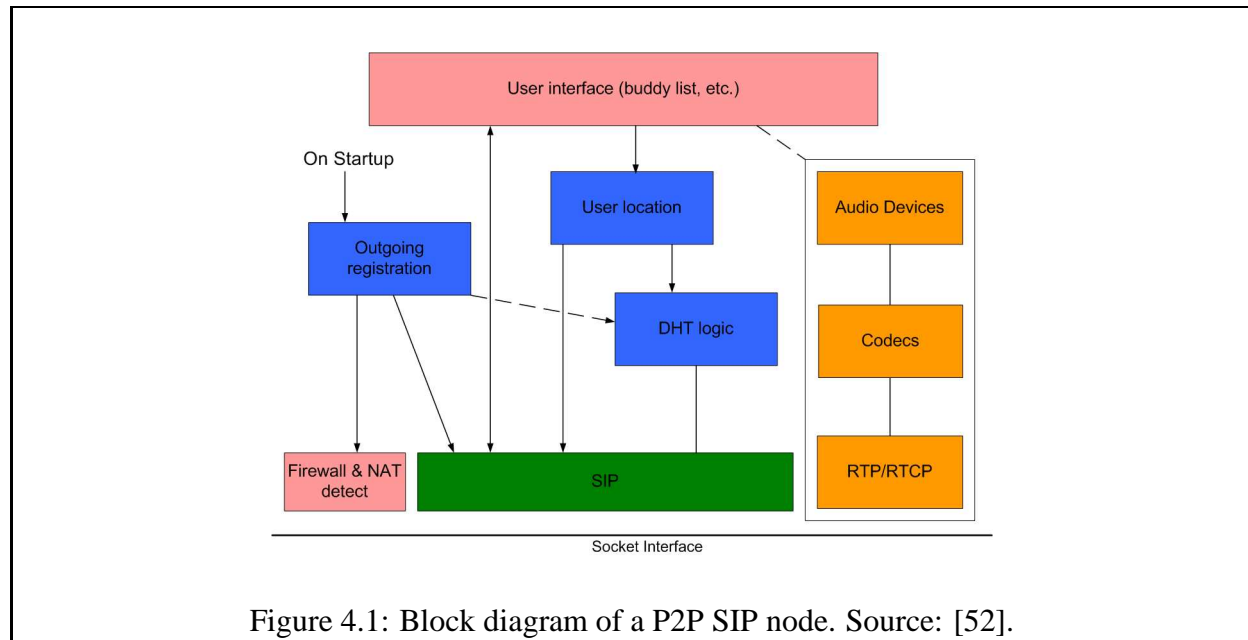 User interface (buddy list, etc.)
On Startup
User location
Audio Devices
Outgoing
registration
DHT logic
Codecs
Firewall & NAT
detect
SIP
RTP/RTCP
Socket Interface
Figure 4.1: Block diagram of a P2P SIP node. Source: [52].